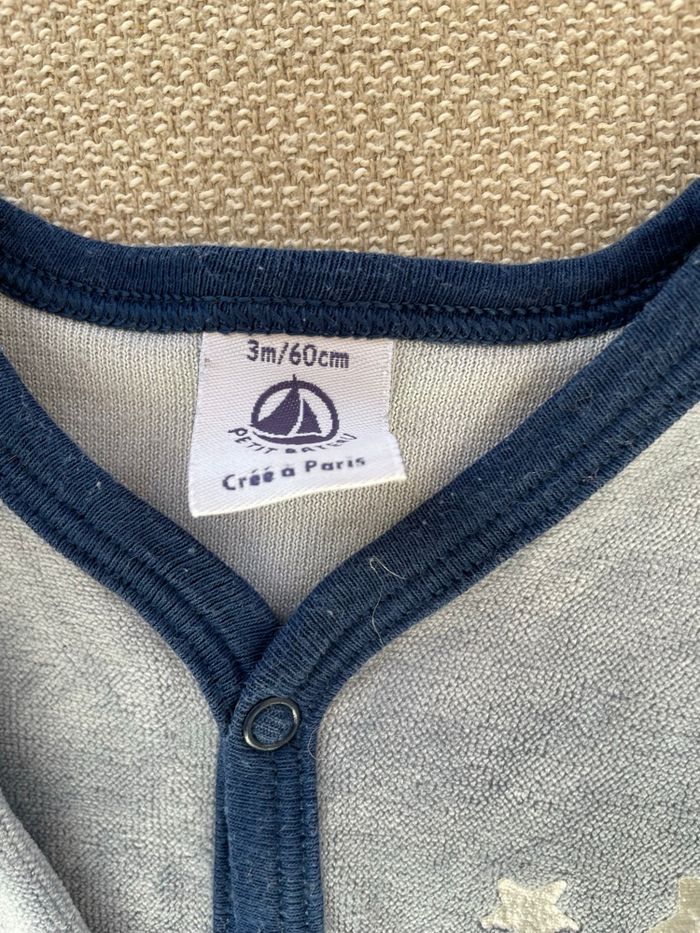 3m/60cm
PETIT BATEAU
Créé à Paris